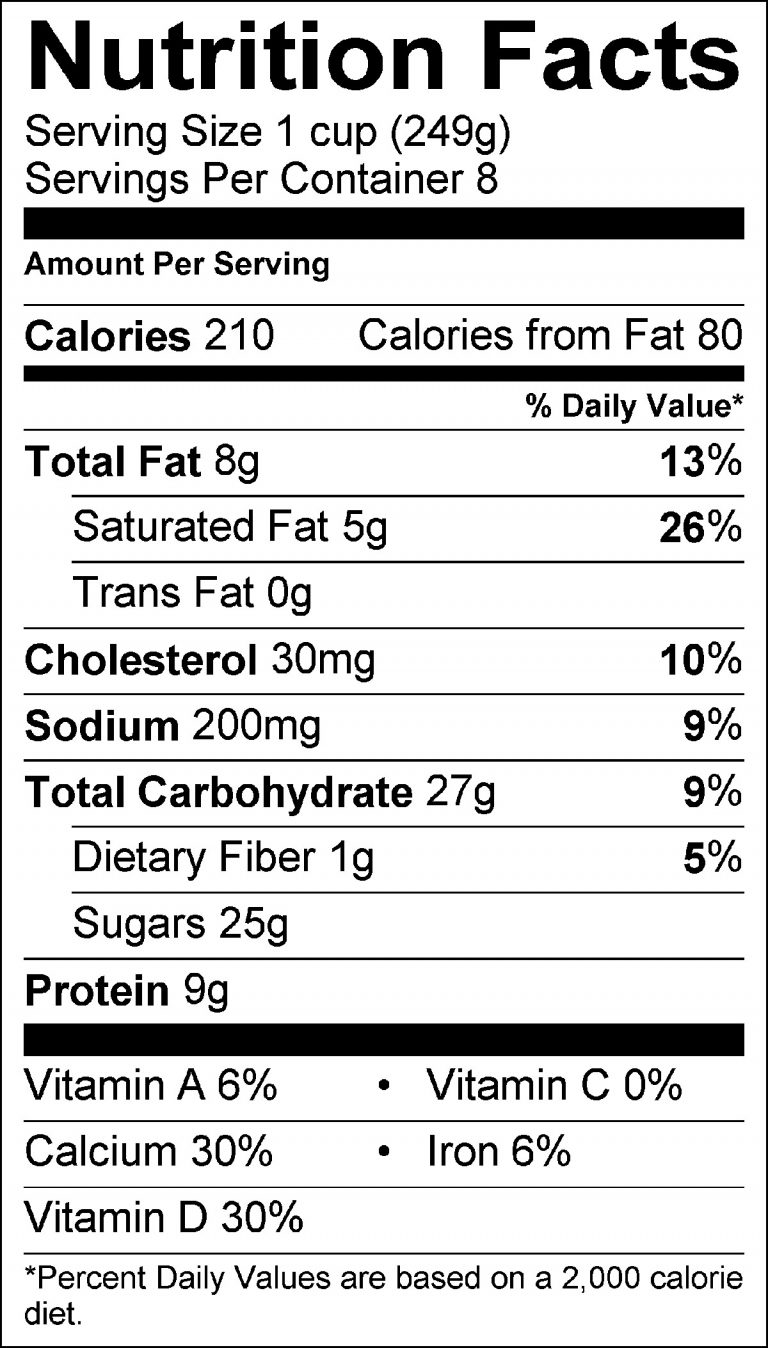 Nutrition Facts
Serving Size 1 cup (249g)
Servings Per Container 8
Amount Per Serving
Calories 210 Calories from Fat 80
% Daily Value*
Total Fat 8g 13%
Saturated Fat 5g 26%
Trans Fat 0g
Cholesterol 30mg 10%
Sodium 200mg 9%
Total Carbohydrate 27g 9%
Dietary Fiber 1g 5%
Sugars 25g
Protein 9g
Vitamin A 6% • Vitamin C 0%
Calcium 30% • Iron 6%
Vitamin D 30%
*Percent Daily Values are based on a 2,000 calorie
diet.